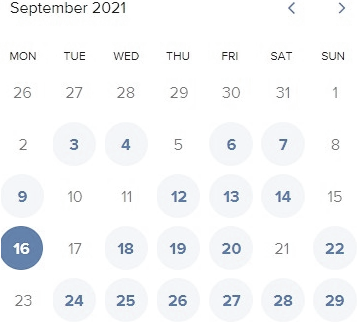 September 2021
MON TUE WED THU FRI SAT SUN
26 27 28 29 30 31 1
2 3 4 5 6 7 8
9 10 11 12 13 14 15
16 17 18 19 20 21 22
23 24 25 26 27 28 29